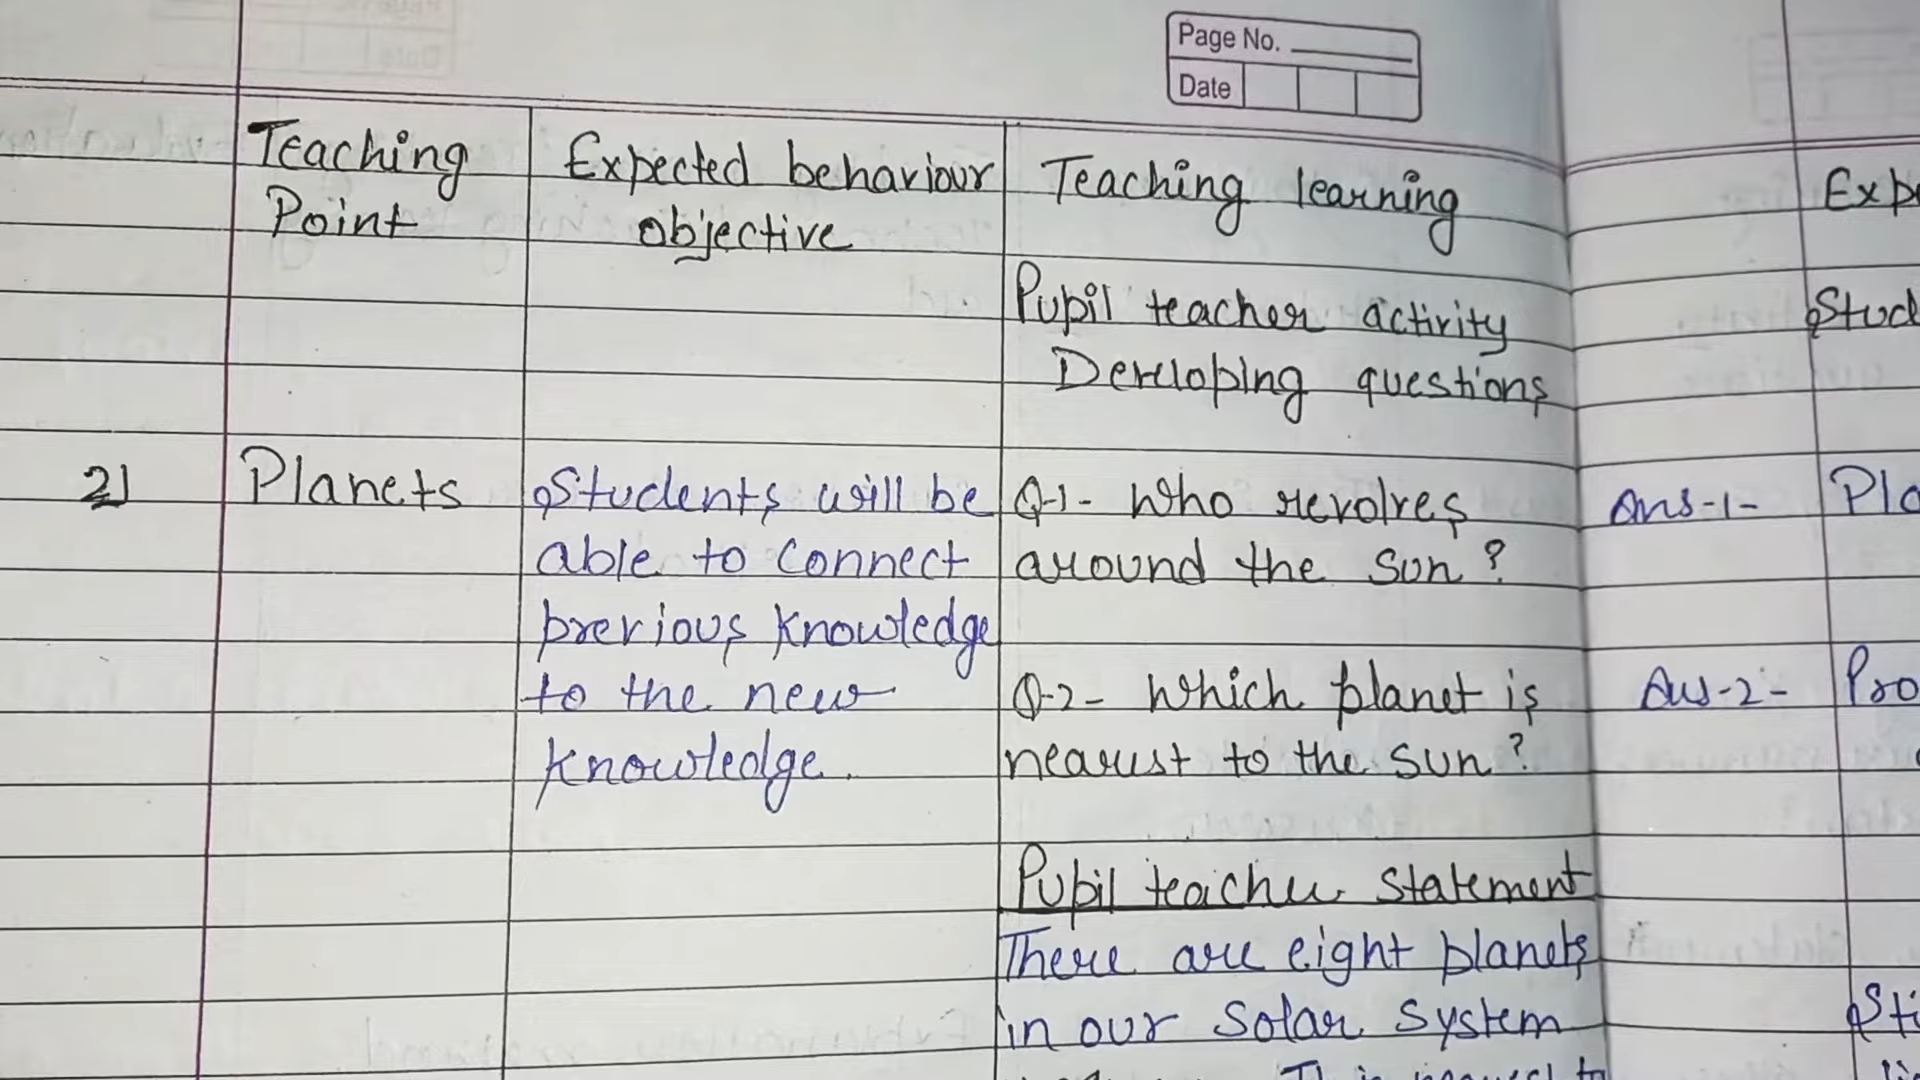 Page No.
Date
Teaching
Point
Expected behaviour
objective
Teaching learning
Pupil teacher activity
Developing questions
2)
Planets
Students will be
able to connect
previous knowledge
to the new
knowledge.
Q-1- Who revolves
around the Sun?
Q-2- Which planet is
nearest to the sun?
Pupil teacher statement
There are eight planets
in our Solar System
Ans-1-
Ans-2-